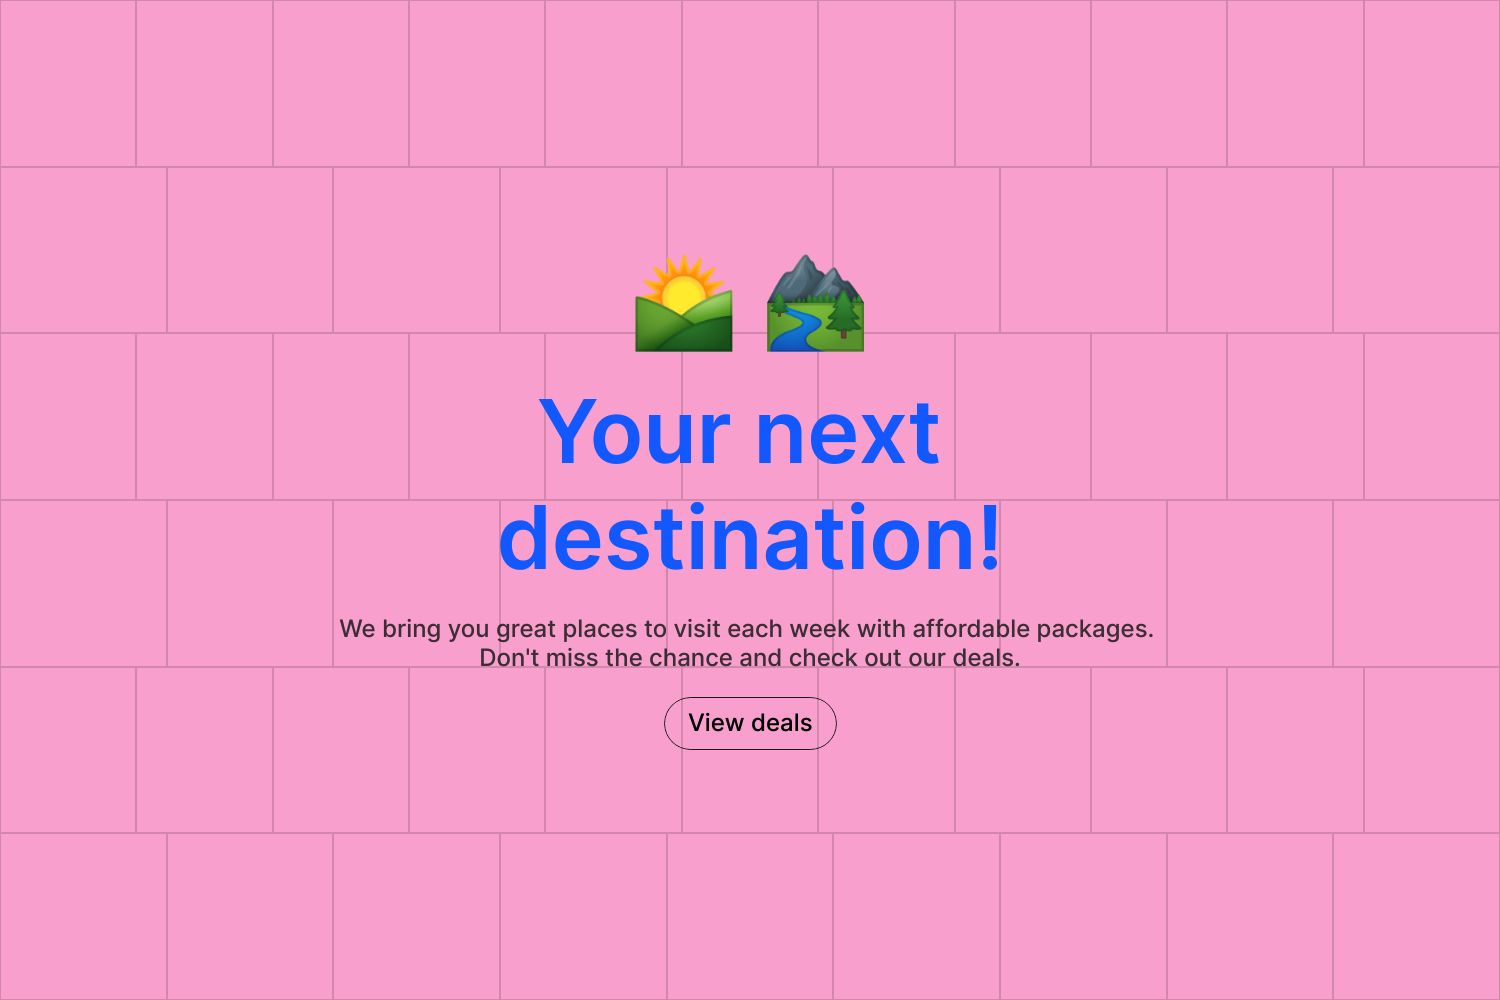 Your next
destination!
We bring you great places to visit each week with affordable packages.
Don't miss the chance and check out our deals.
View deals